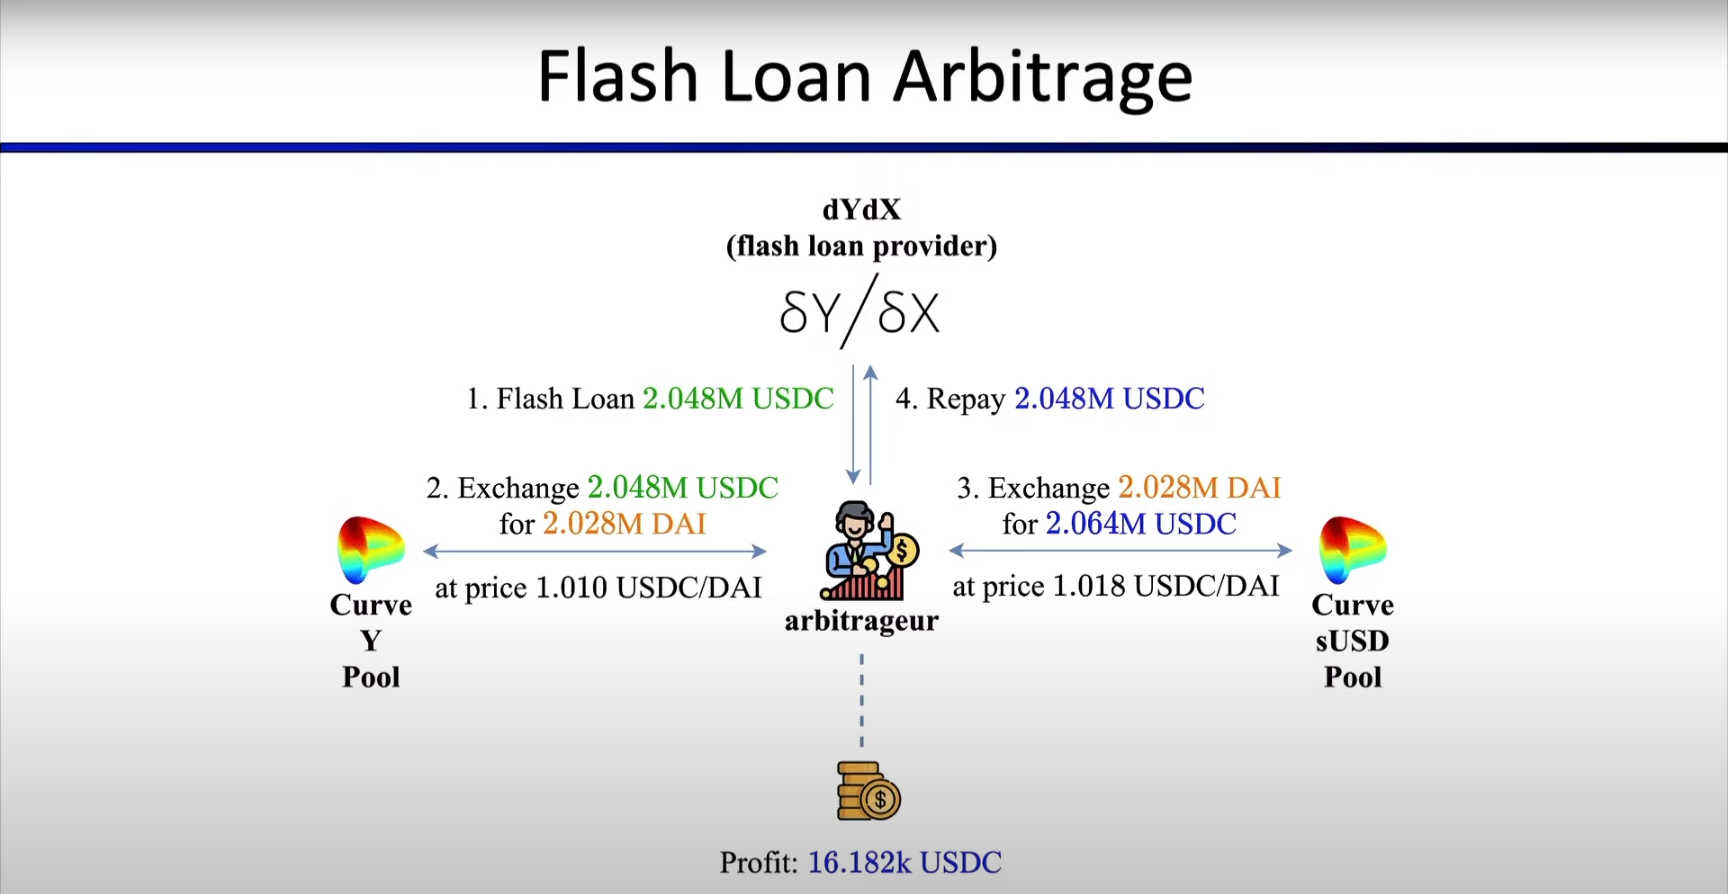 Flash Loan Arbitrage
dYdX
(flash loan provider)
δY/δX
1. Flash Loan 2.048M USDC
4. Repay 2.048M USDC
2. Exchange 2.048M USDC
for 2.028M DAI
at price 1.010 USDC/DAI
3. Exchange 2.028M DAI
for 2.064M USDC
at price 1.018 USDC/DAI
Curve
Y
Pool
arbitrageur
Curve
sUSD
Pool
Profit: 16.182k USDC